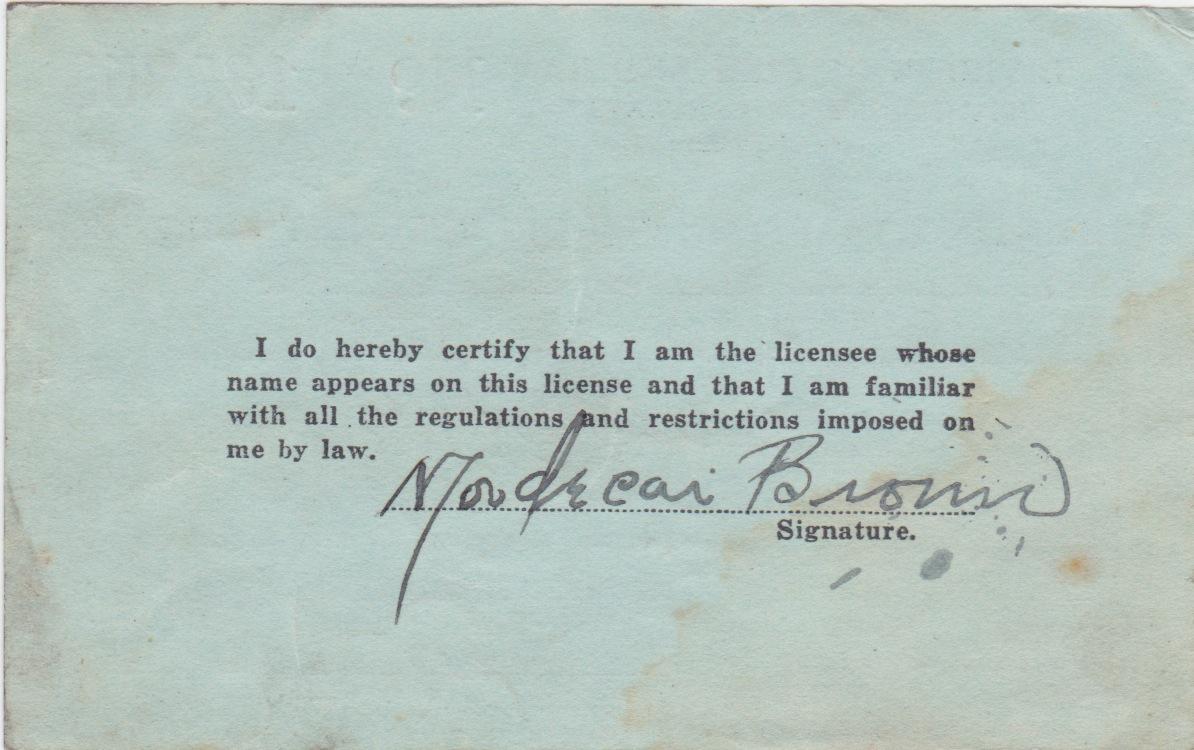 I do hereby certify that I am the licensee whose
name appears on this license and that I am familiar
with all the regulations and restrictions imposed on
me by law.
Mordecai Brown
Signature.